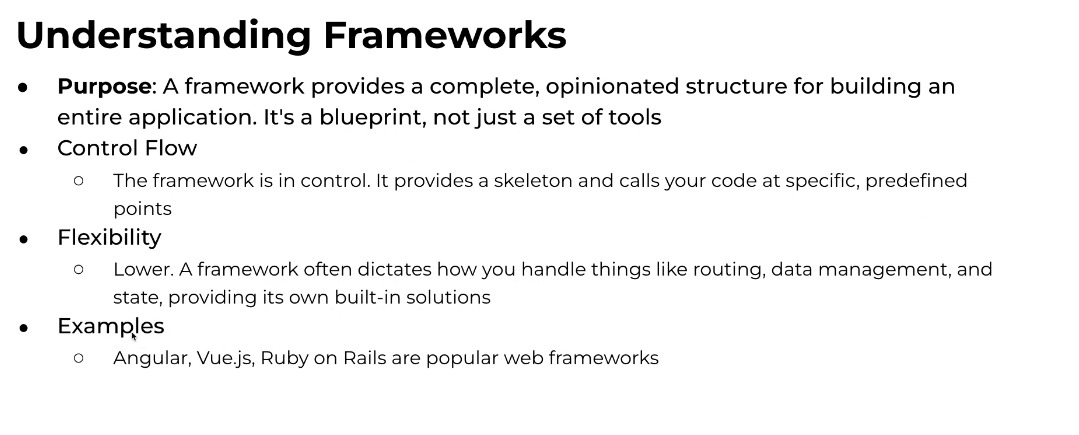 Understanding Frameworks
● Purpose: A framework provides a complete, opinionated structure for building an
entire application. It's a blueprint, not just a set of tools
● Control Flow
○ The framework is in control. It provides a skeleton and calls your code at specific, predefined
points
● Flexibility
○ Lower. A framework often dictates how you handle things like routing, data management, and
state, providing its own built-in solutions
● Examples
○ Angular, Vue.js, Ruby on Rails are popular web frameworks